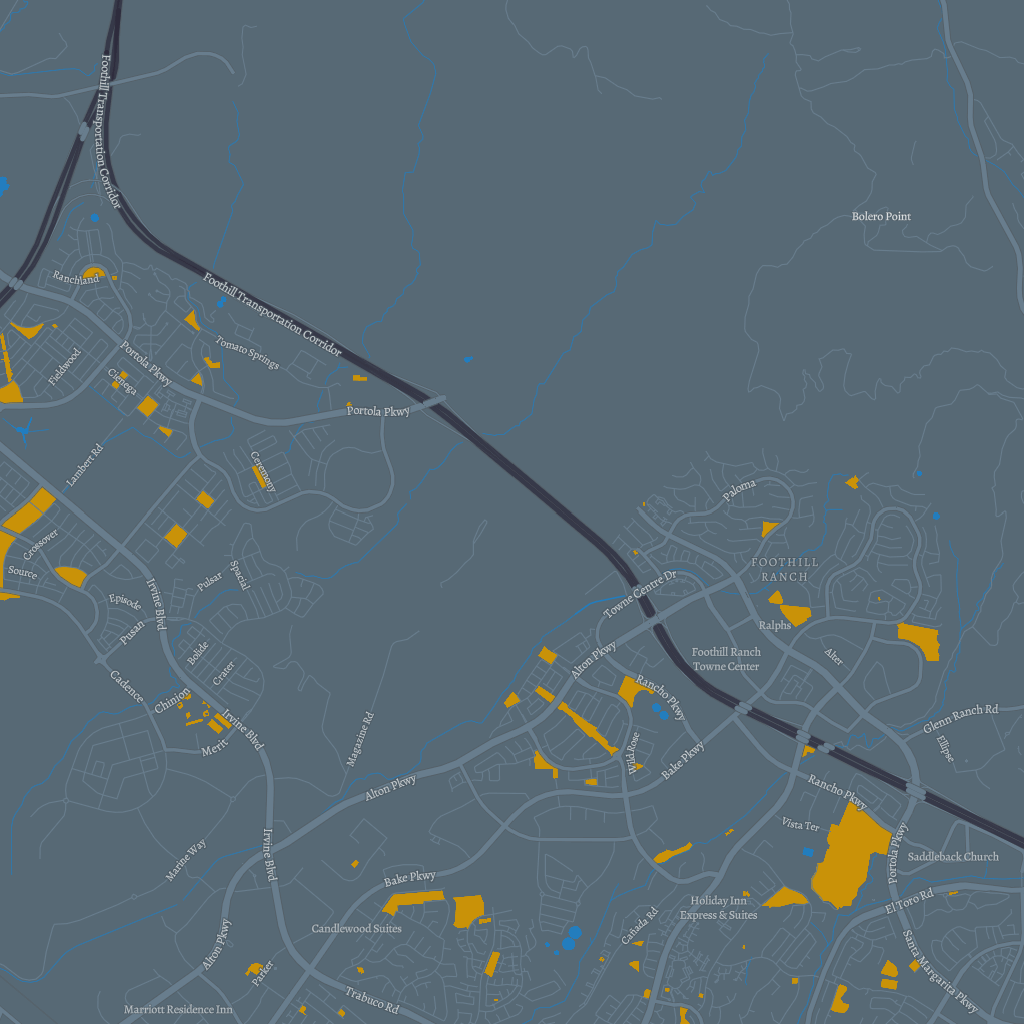 Foothill Transportation Corridor
Bolero Point
Ranchland
Foothill Transportation Corridor
Tomato Springs
Portola Pkwy
Fieldwood
Cienega
Portola Pkwy
Lambert Rd
Ceremony
Paloma
Crossover
FOOTHILL
RANCH
Source
Pulsar
Spacial
Towne Centre Dr
Episode
Irvine Blvd
Pusan
Ralphs
Bolide
Alton Pkwy
Foothill Ranch
Towne Center
Alter
Crater
Cadence
Chinion
Rancho Pkwy
Glenn Ranch Rd
Irvine Blvd
Magazine Rd
Merit
Wild Rose
Ellipse
Bake Pkwy
Alton Pkwy
Rancho Pkwy
Vista Ter
Portola Pkwy
Marine Way
Irvine Blvd
Saddleback Church
Bake Pkwy
Holiday Inn
Express & Suites
El Toro Rd
Cañada Rd
Candlewood Suites
Alton Pkwy
Parker
Santa Margarita Pkwy
Trabuco Rd
Marriott Residence Inn